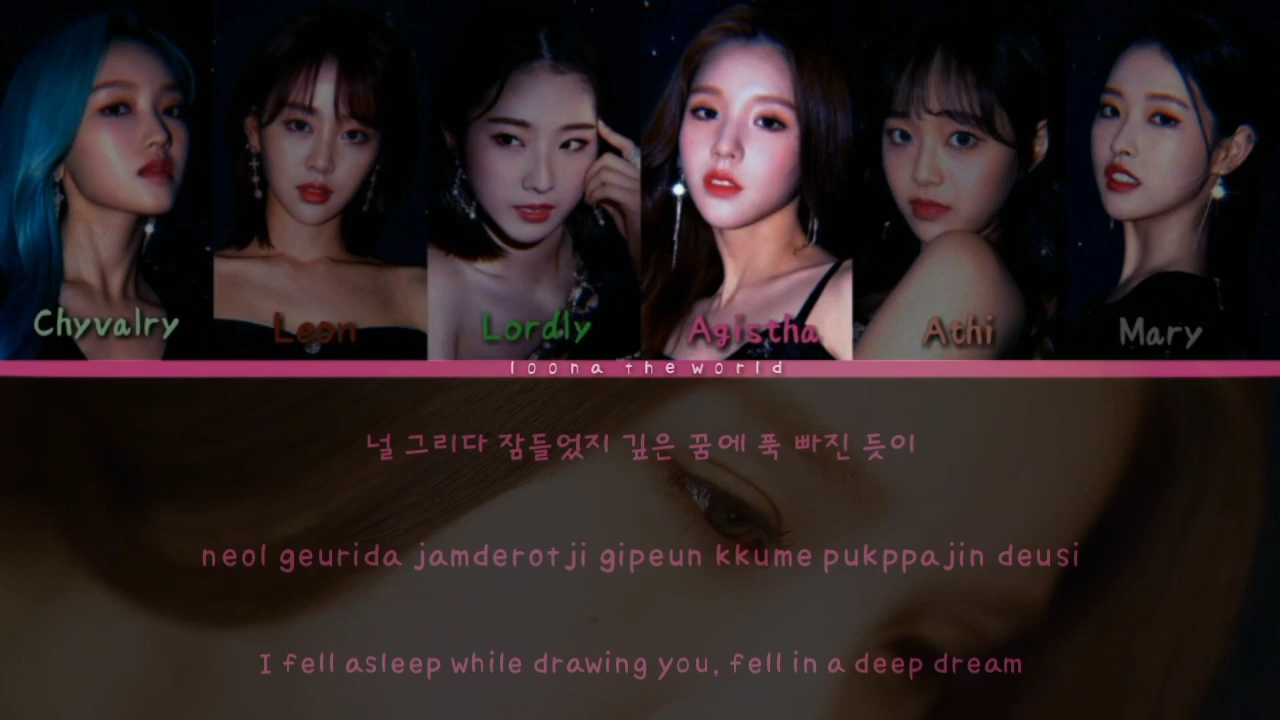 Chyvalry Leon Lordly Agistha Athi Mary
loona the world
널 그리다 잠들었지 깊은 꿈에 푹 빠진 듯이
neol geurida jamderotji gipeun kkume pukppajin deusi
I fell asleep while drawing you, fell in a deep dream